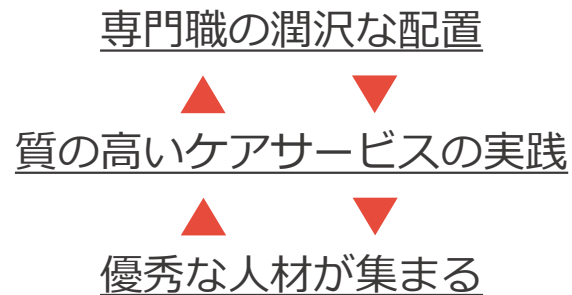 専門職の潤沢な配置
質の高いケアサービスの実践
優秀な人材が集まる